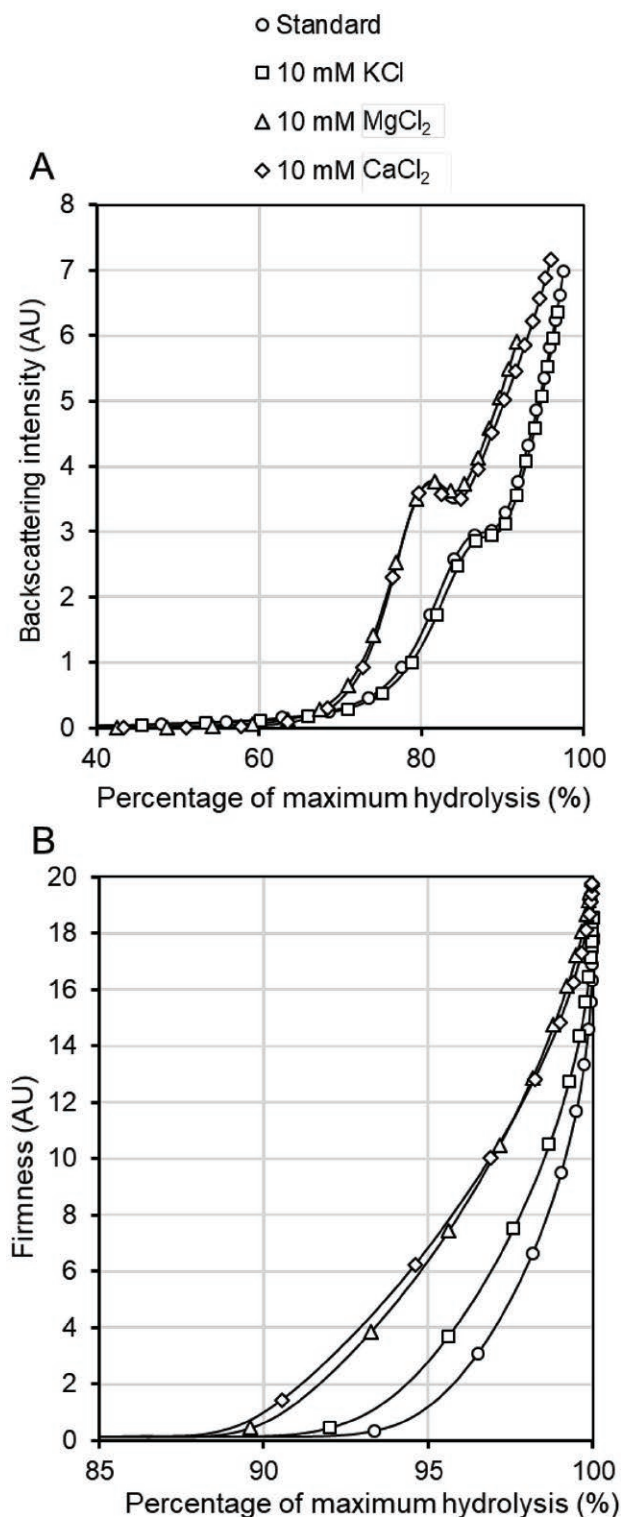 Standard
10 mM KCl
10 mM MgCl₂
10 mM CaCl₂
A
8
7
6
5
4
3
2
1
0
Backscattering intensity (AU)
40 60 80 100
Percentage of maximum hydrolysis (%)
B
20
18
16
14
12
10
8
6
4
2
0
Firmness (AU)
85 90 95 100
Percentage of maximum hydrolysis (%)